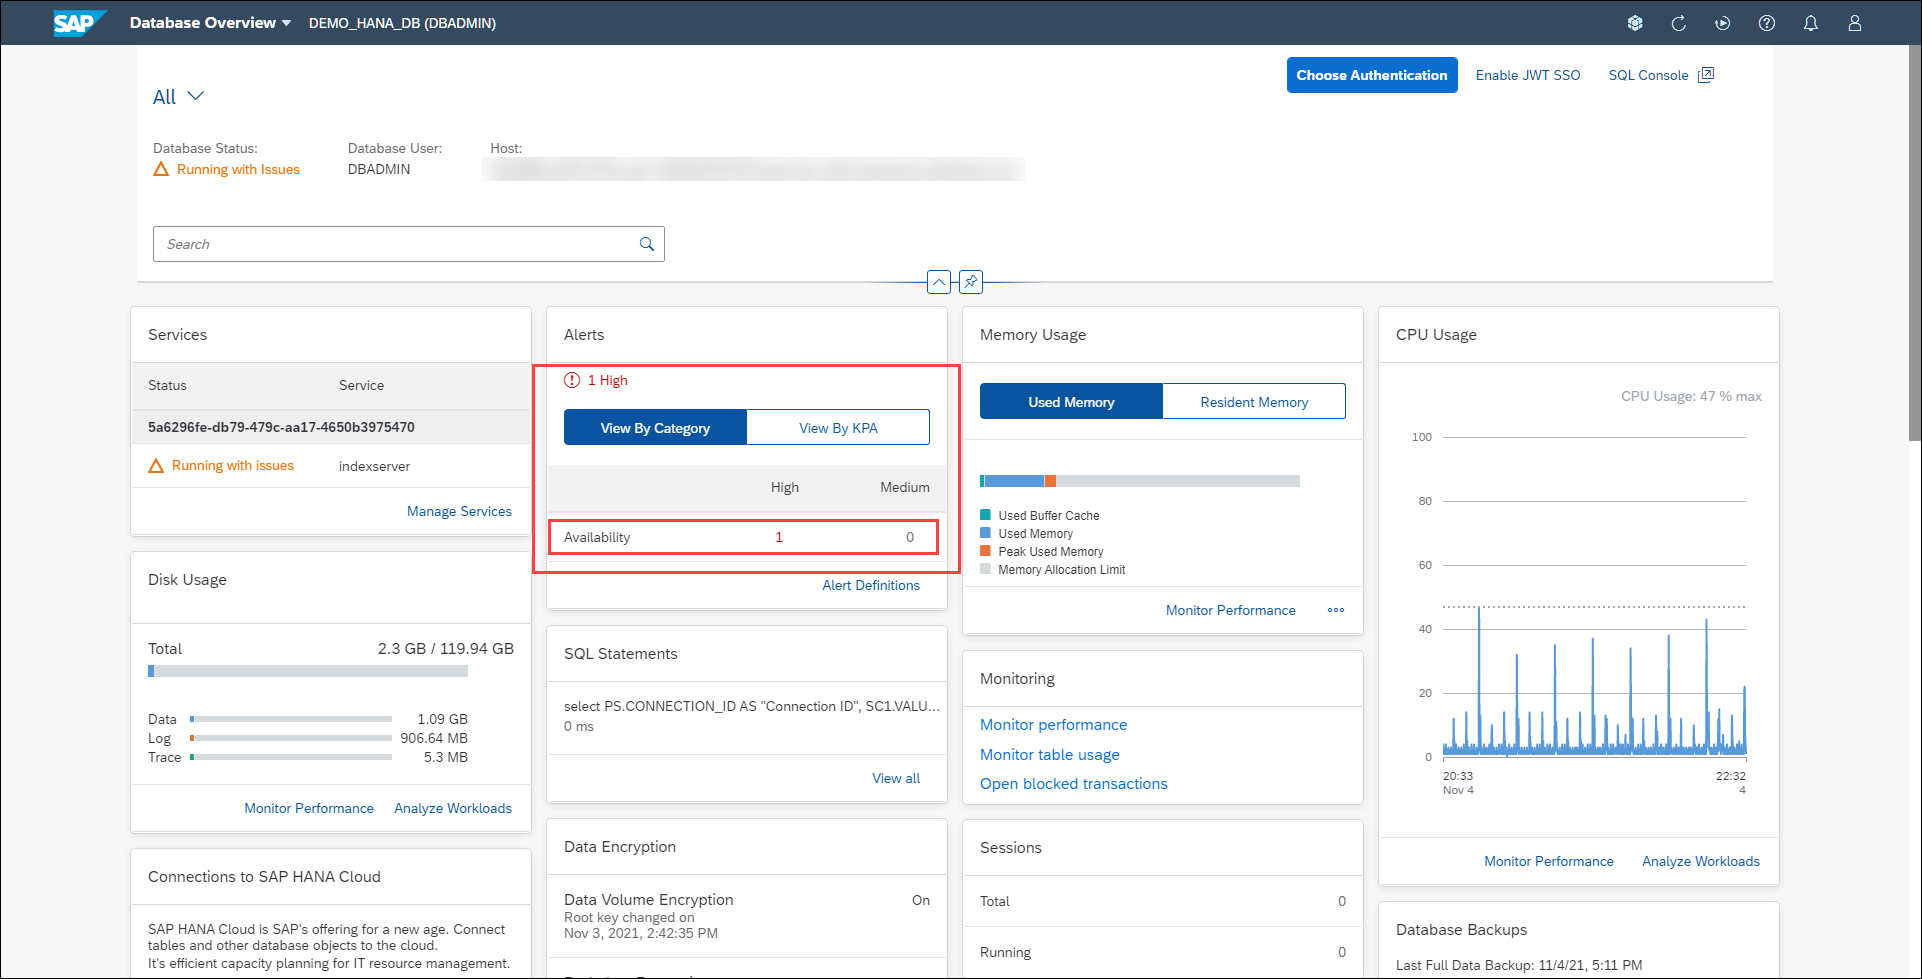 SAP Database Overview DEMO_HANA_DB (DBADMIN)
Choose Authentication Enable JWT SSO SQL Console
All
Database Status: Database User: Host:
Running with Issues DBADMIN
Search
Services
Status Service
5a6296fe-db79-479c-aa17-4650b3975470
Running with issues indexserver
Manage Services
Disk Usage
Total 2.3 GB / 119.94 GB
Data 1.09 GB
Log 906.64 MB
Trace 5.3 MB
Monitor Performance Analyze Workloads
Connections to SAP HANA Cloud
SAP HANA Cloud is SAP's offering for a new age. Connect
tables and other database objects to the cloud.
It's efficient capacity planning for IT resource management.
Alerts
1 High
View By Category View By KPA
High Medium
Availability 1 0
Alert Definitions
SQL Statements
select PS.CONNECTION_ID AS "Connection ID", SC1.VALU...
0 ms
View all
Data Encryption
Data Volume Encryption On
Root key changed on
Nov 3, 2021, 2:42:35 PM
Memory Usage
Used Memory Resident Memory
Used Buffer Cache
Used Memory
Peak Used Memory
Memory Allocation Limit
Monitor Performance
Monitoring
Monitor performance
Monitor table usage
Open blocked transactions
Sessions
Total 0
Running 0
CPU Usage
CPU Usage: 47 % max
100
80
60
40
20
0
20:33 22:32
Nov 4 4
Monitor Performance Analyze Workloads
Database Backups
Last Full Data Backup: 11/4/21, 5:11 PM